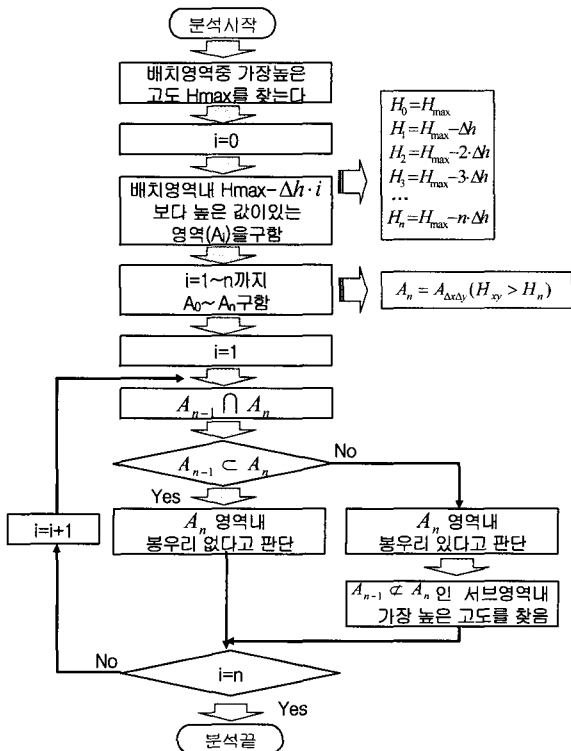 분석시작
배치영역중 가장높은
고도 Hmax를 찾는다
i=0
배치영역내 Hmax-Δh·i
보다 높은 값이있는
영역(Aᵢ)을구함
H₀=Hmax
H₁=Hmax-Δh
H₂=Hmax-2·Δh
H₃=Hmax-3·Δh
...
Hₙ=Hmax-n·Δh
i=1~n까지
A₀~Aₙ구함
Aₙ = A_ΔxΔy(H_xy > Hₙ)
i=1
Aₙ₋₁ ⋂ Aₙ
Aₙ₋₁ ⊂ Aₙ
No
Yes
i=i+1
Aₙ 영역내
봉우리 없다고 판단
Aₙ 영역내
봉우리 있다고 판단
Aₙ₋₁ ⊄ Aₙ 인 서브영역내
가장 높은 고도를 찾음
No
i=n
Yes
분석끝